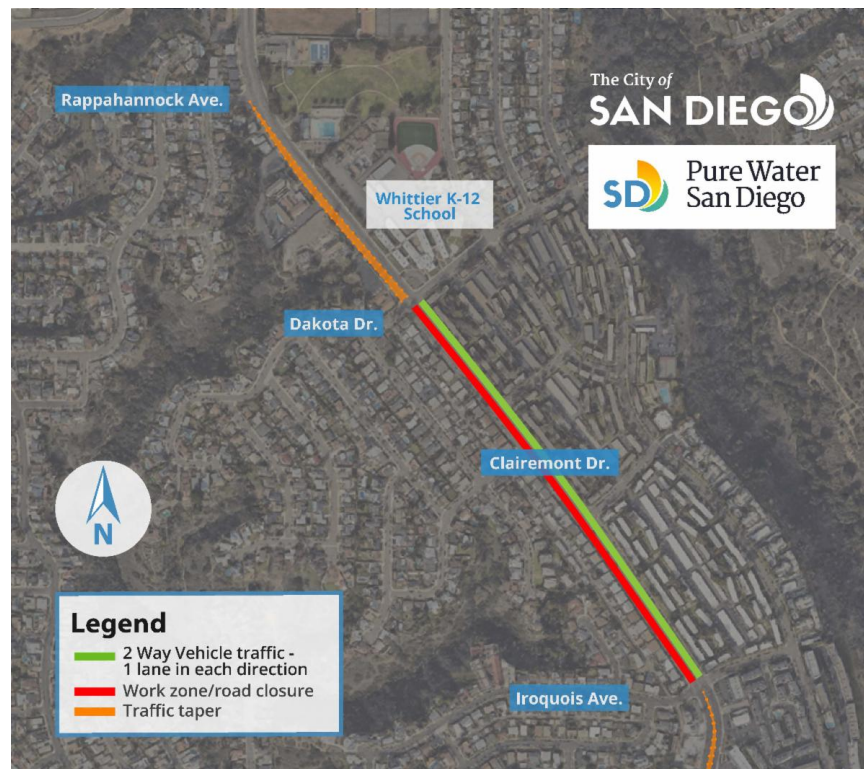 Rappahannock Ave.
The City of
SAN DIEGO
SD
Pure Water
San Diego
Whittier K-12
School
Dakota Dr.
Clairemont Dr.
N
Legend
2 Way Vehicle traffic -
1 lane in each direction
Work zone/road closure
Traffic taper
Iroquois Ave.